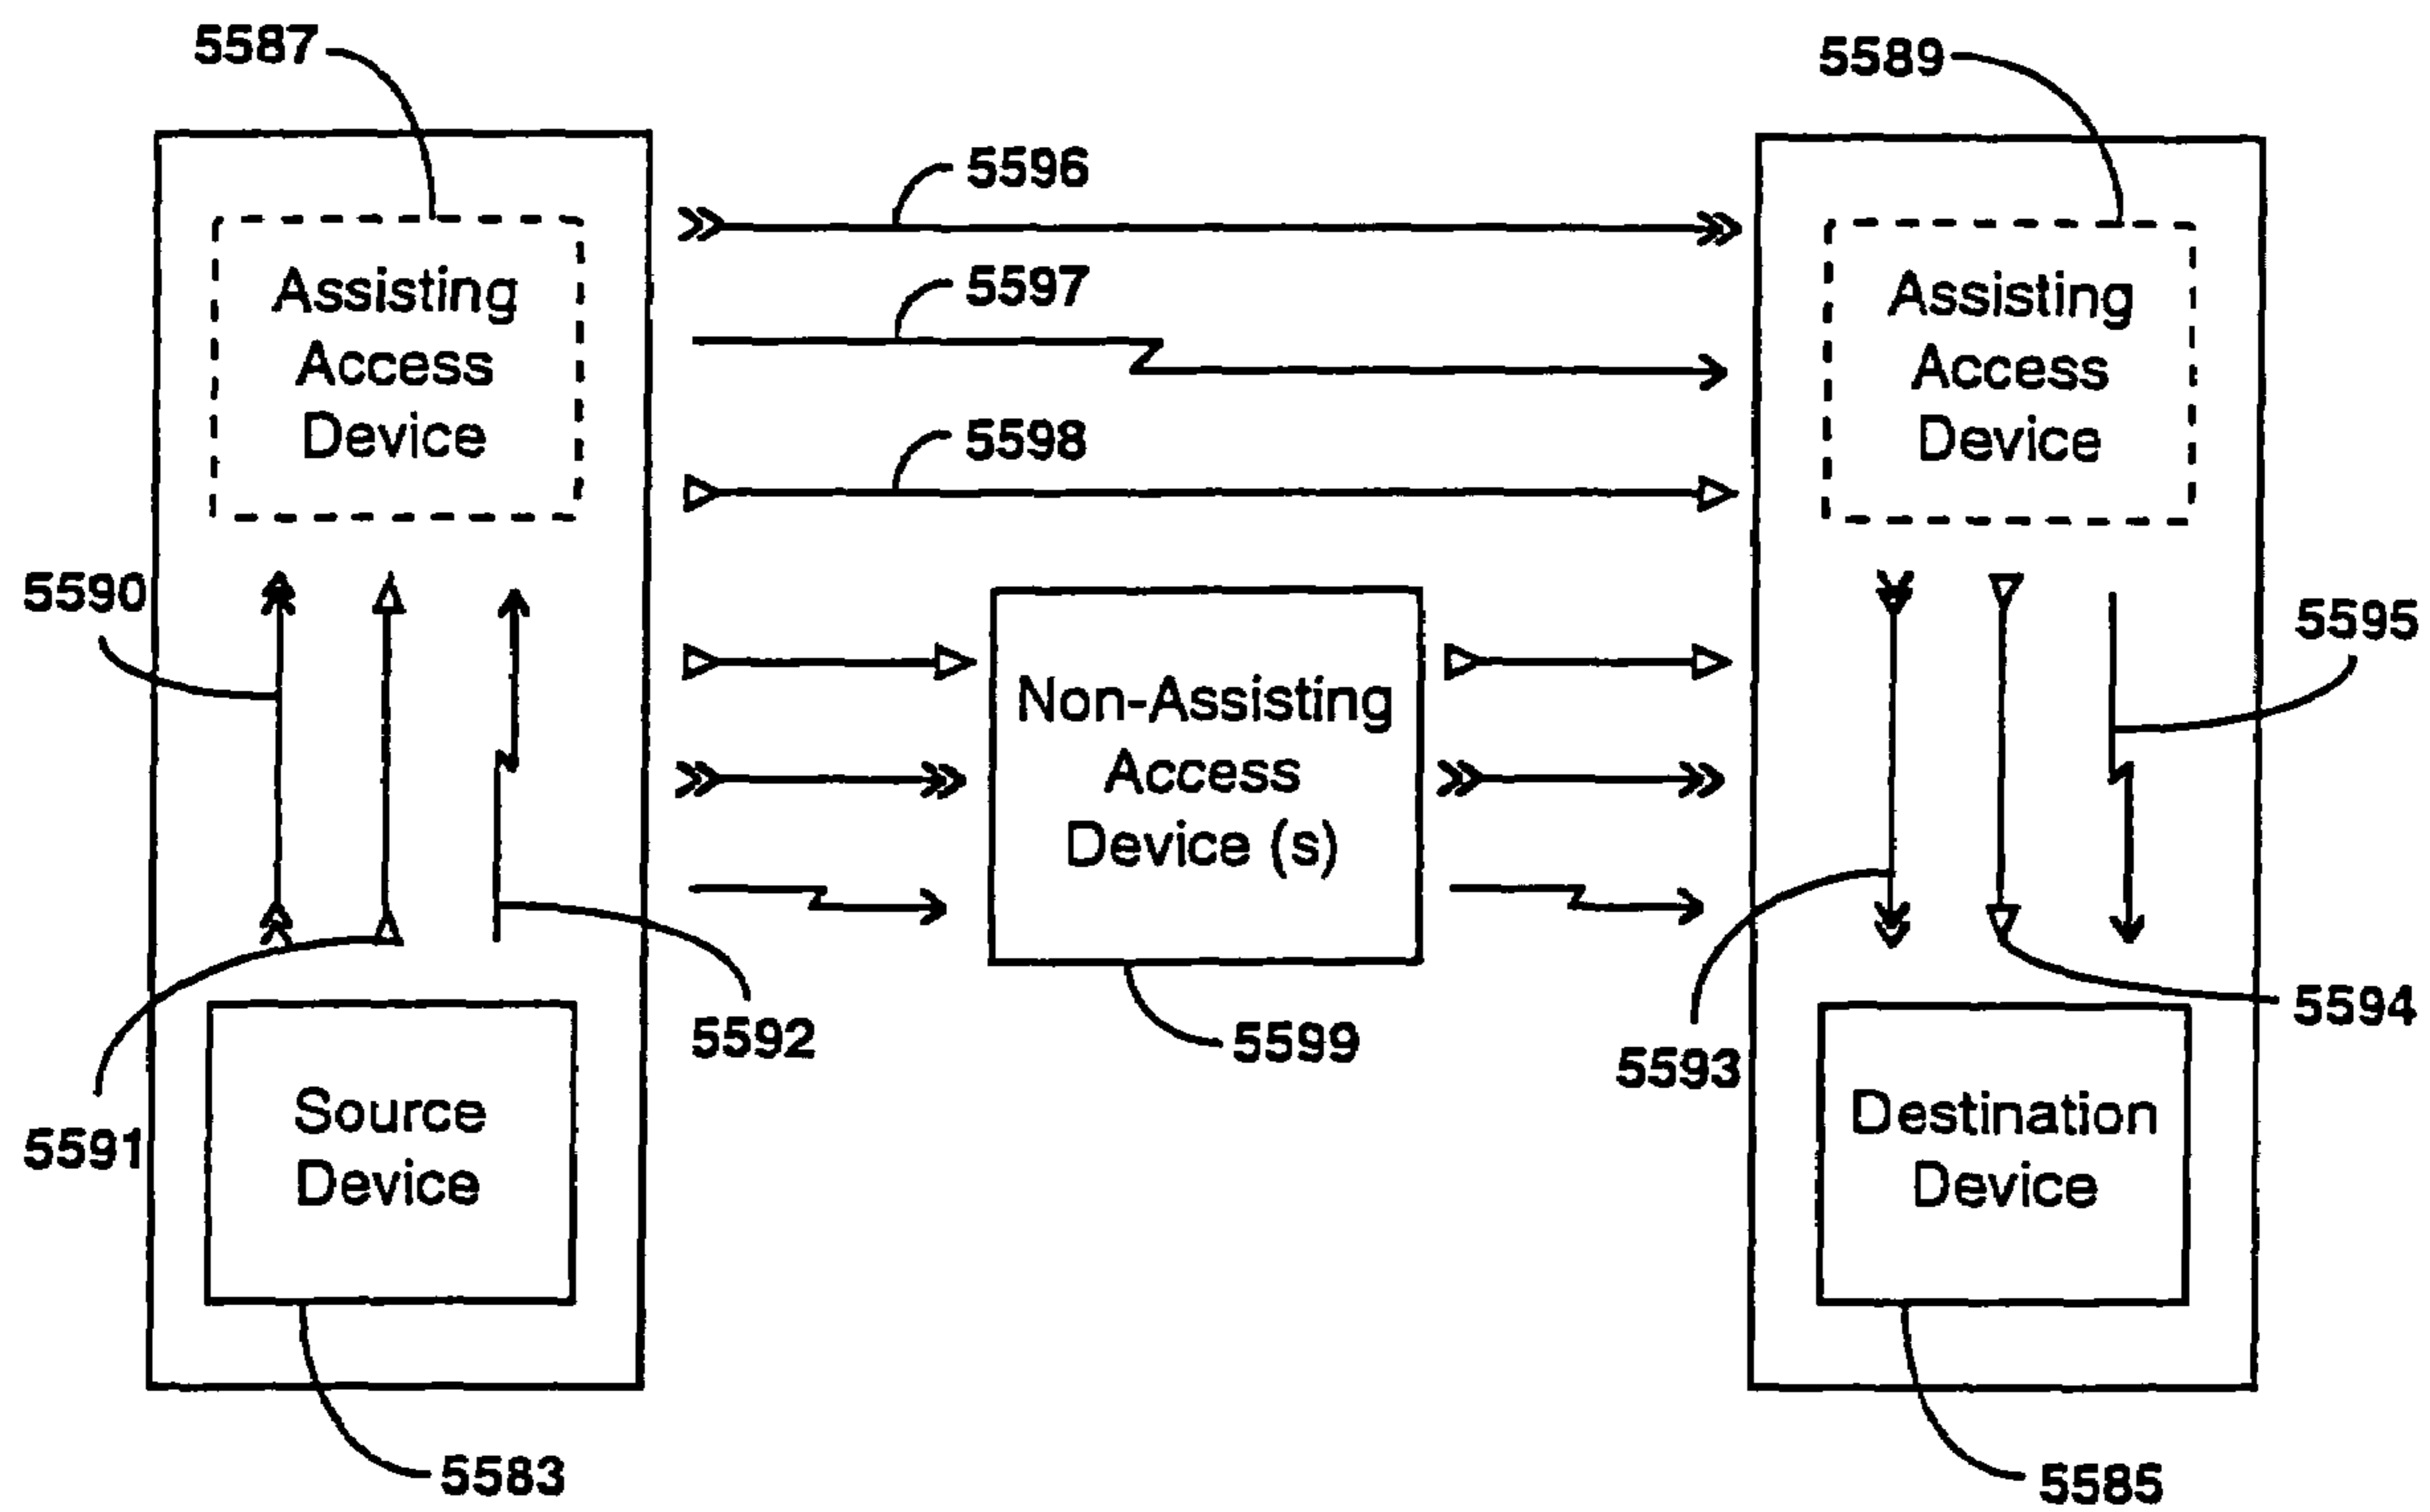 5587
5589
5596
5597
5598
Assisting
Access
Device
Assisting
Access
Device
5590
5595
Non-Assisting
Access
Device (s)
5592
5599
5593
5594
5591
Source
Device
Destination
Device
5583
5585